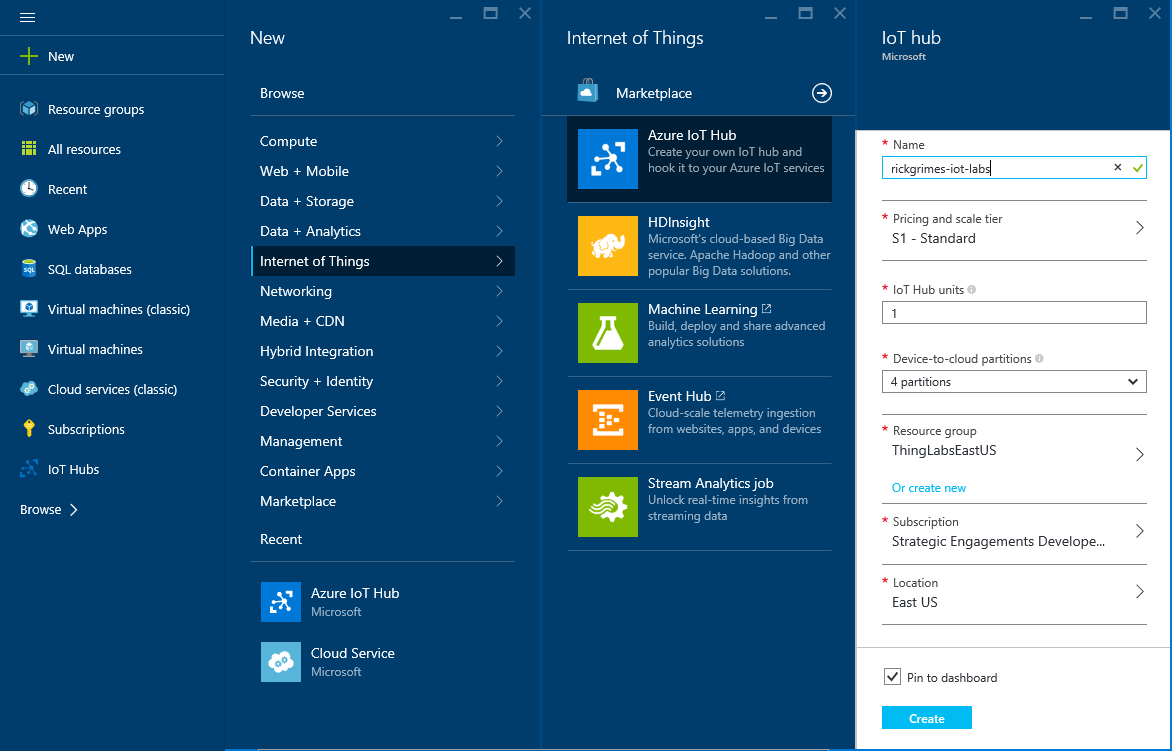 New
Resource groups
All resources
Recent
Web Apps
SQL
SQL databases
Virtual machines (classic)
Virtual machines
Cloud services (classic)
Subscriptions
IoT Hubs
Browse
New
Browse
Compute
Web + Mobile
Data + Storage
Data + Analytics
Internet of Things
Networking
Media + CDN
Hybrid Integration
Security + Identity
Developer Services
Management
Container Apps
Marketplace
Recent
Azure IoT Hub
Microsoft
Cloud Service
Microsoft
Internet of Things
Marketplace
Azure IoT Hub
Create your own IoT hub and
hook it to your Azure IoT services
HDInsight
Microsoft's cloud-based Big Data
service. Apache Hadoop and other
popular Big Data solutions.
Machine Learning
Build, deploy and share advanced
analytics solutions
Event Hub
Cloud-scale telemetry ingestion
from websites, apps, and devices
Stream Analytics job
Unlock real-time insights from
streaming data
IoT hub
Microsoft
* Name
rickgrimes-iot-labs
* Pricing and scale tier
S1 - Standard
* IoT Hub units
1
* Device-to-cloud partitions
4 partitions
* Resource group
ThingLabsEastUS
Or create new
* Subscription
Strategic Engagements Develope...
* Location
East US
Pin to dashboard
Create